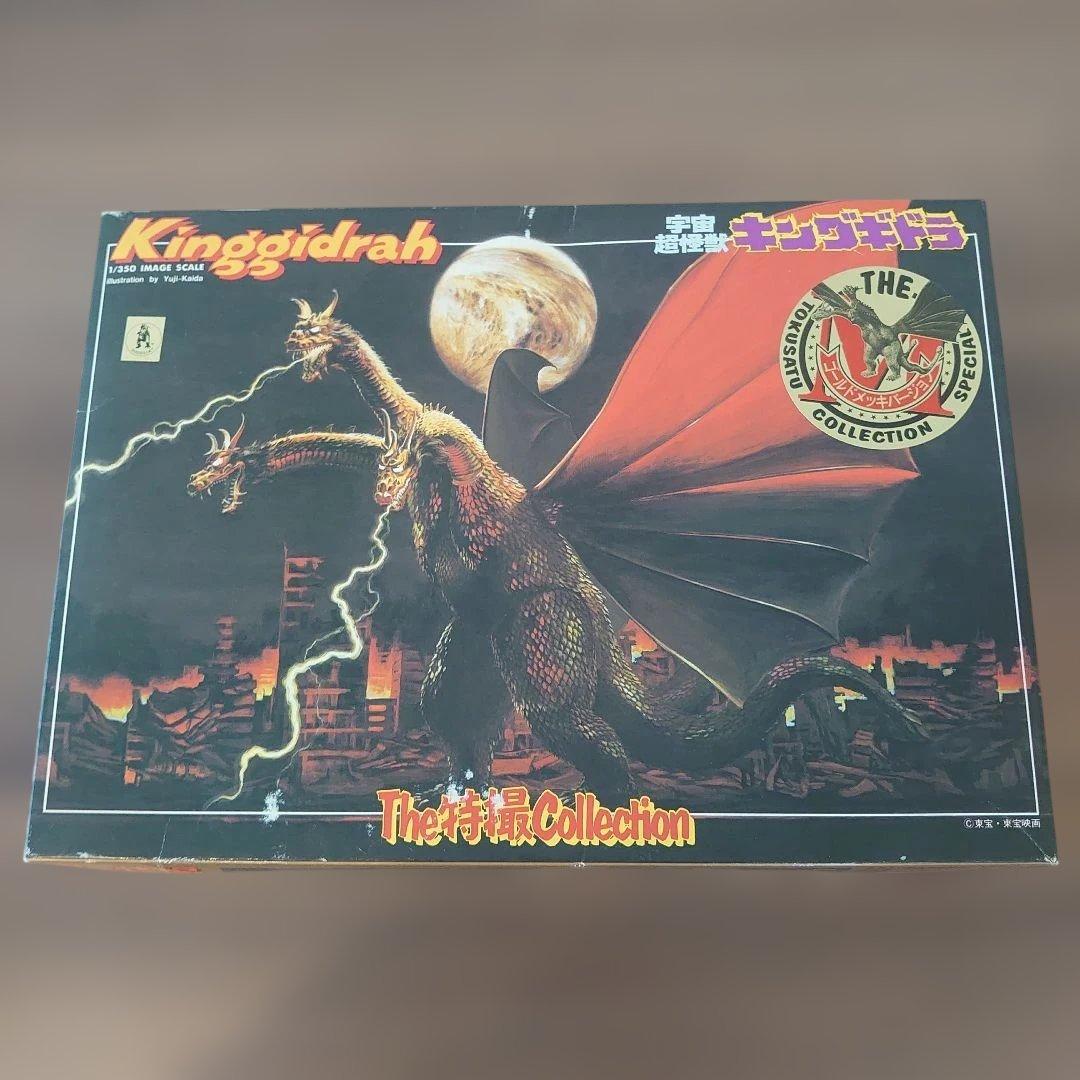 Kinggidrah
1/350 IMAGE SCALE
Illustration by Yuji-Kaida
宇宙
超怪獣
キングギドラ
THE
TOKUSATU
SPECIAL
COLLECTION
ゴールドメッキバージョン
The特撮Collection
©東宝・東宝映画